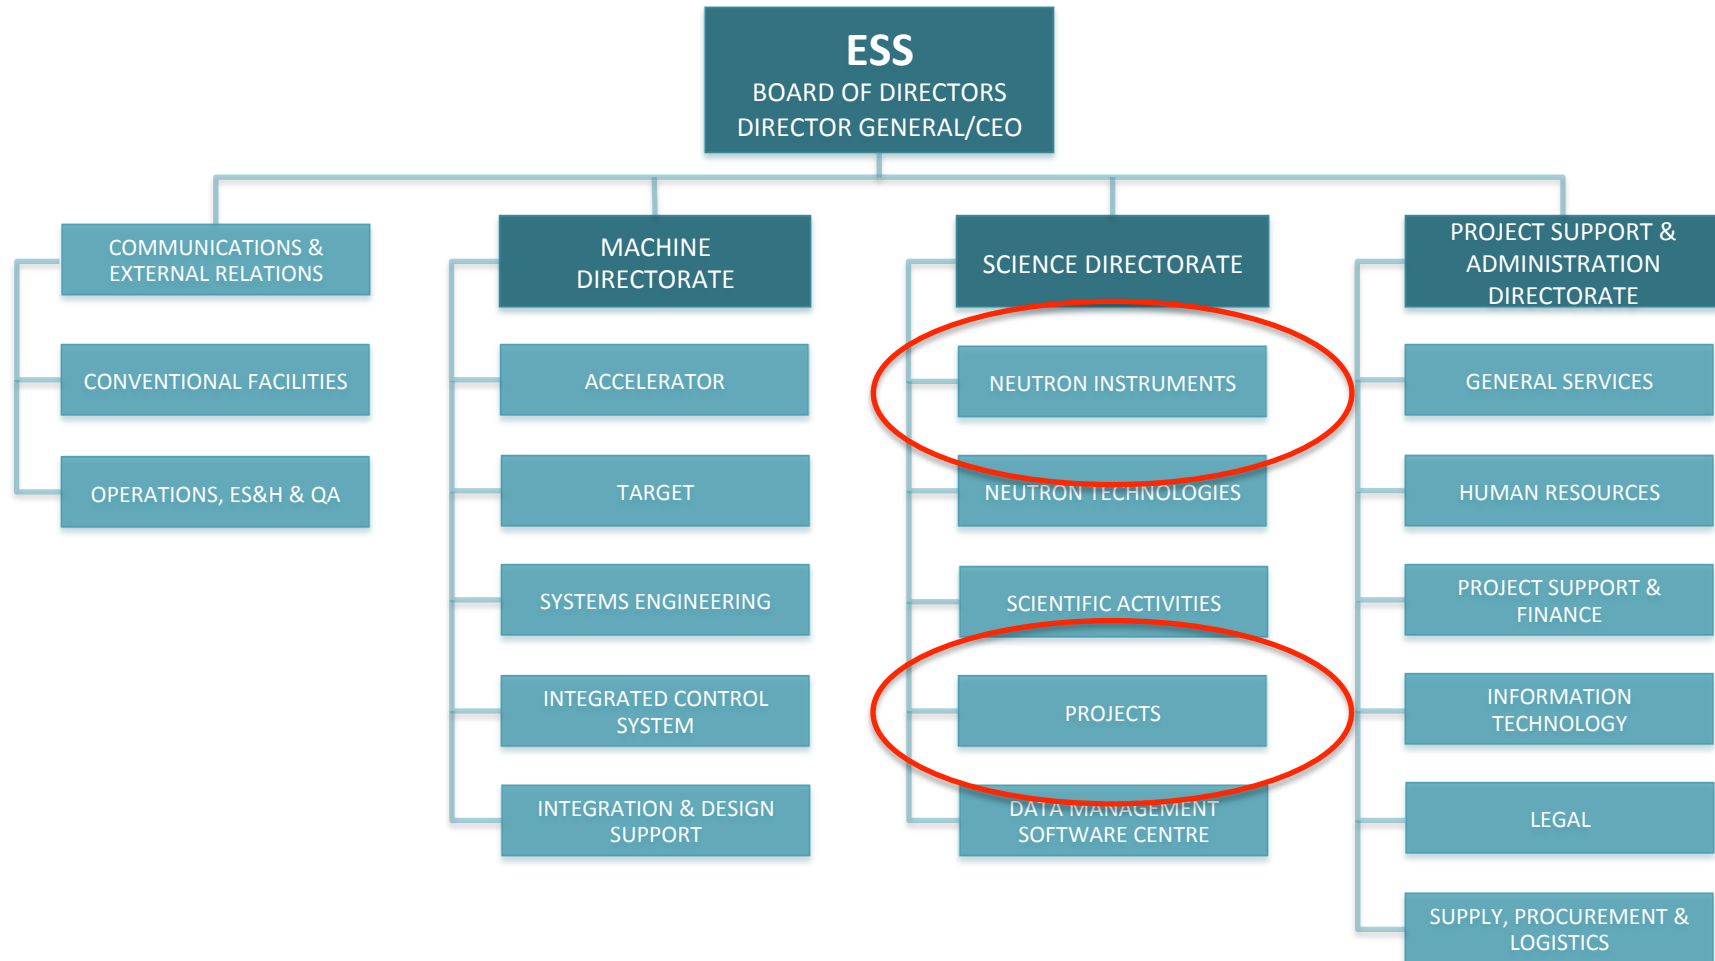 ESS
BOARD OF DIRECTORS
DIRECTOR GENERAL/CEO
COMMUNICATIONS &
EXTERNAL RELATIONS
CONVENTIONAL FACILITIES
OPERATIONS, ES&H & QA
MACHINE
DIRECTORATE
ACCELERATOR
TARGET
SYSTEMS ENGINEERING
INTEGRATED CONTROL
SYSTEM
INTEGRATION & DESIGN
SUPPORT
SCIENCE DIRECTORATE
NEUTRON INSTRUMENTS
NEUTRON TECHNOLOGIES
SCIENTIFIC ACTIVITIES
PROJECTS
DATA MANAGEMENT
SOFTWARE CENTRE
PROJECT SUPPORT &
ADMINISTRATION
DIRECTORATE
GENERAL SERVICES
HUMAN RESOURCES
PROJECT SUPPORT &
FINANCE
INFORMATION
TECHNOLOGY
LEGAL
SUPPLY, PROCUREMENT &
LOGISTICS